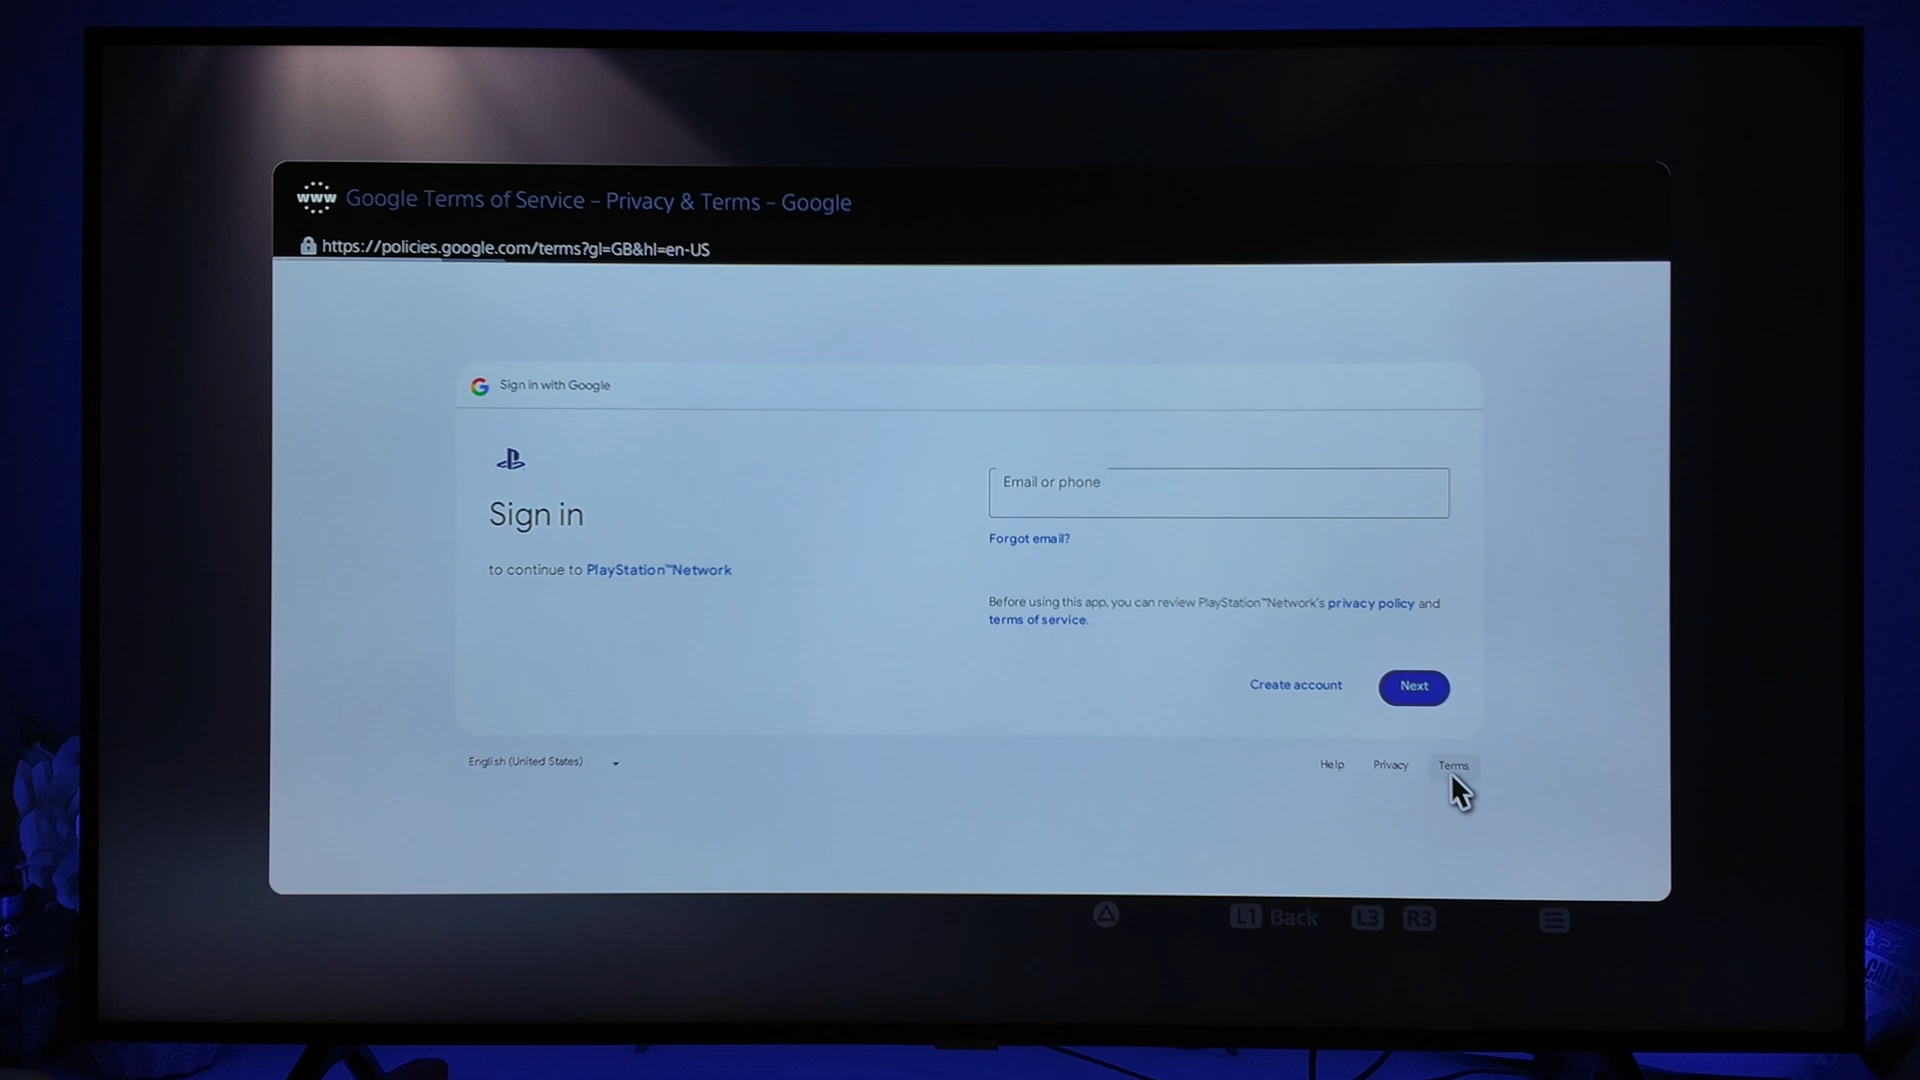 www Google Terms of Service – Privacy & Terms – Google
https://policies.google.com/terms?gl=GB&hl=en-US
G Sign in with Google
Sign in
to continue to PlayStation™Network
Email or phone
Forgot email?
Before using this app, you can review PlayStation™Network's privacy policy and
terms of service.
Create account
Next
English (United States)
Help
Privacy
Terms
L1 Back L3 R3